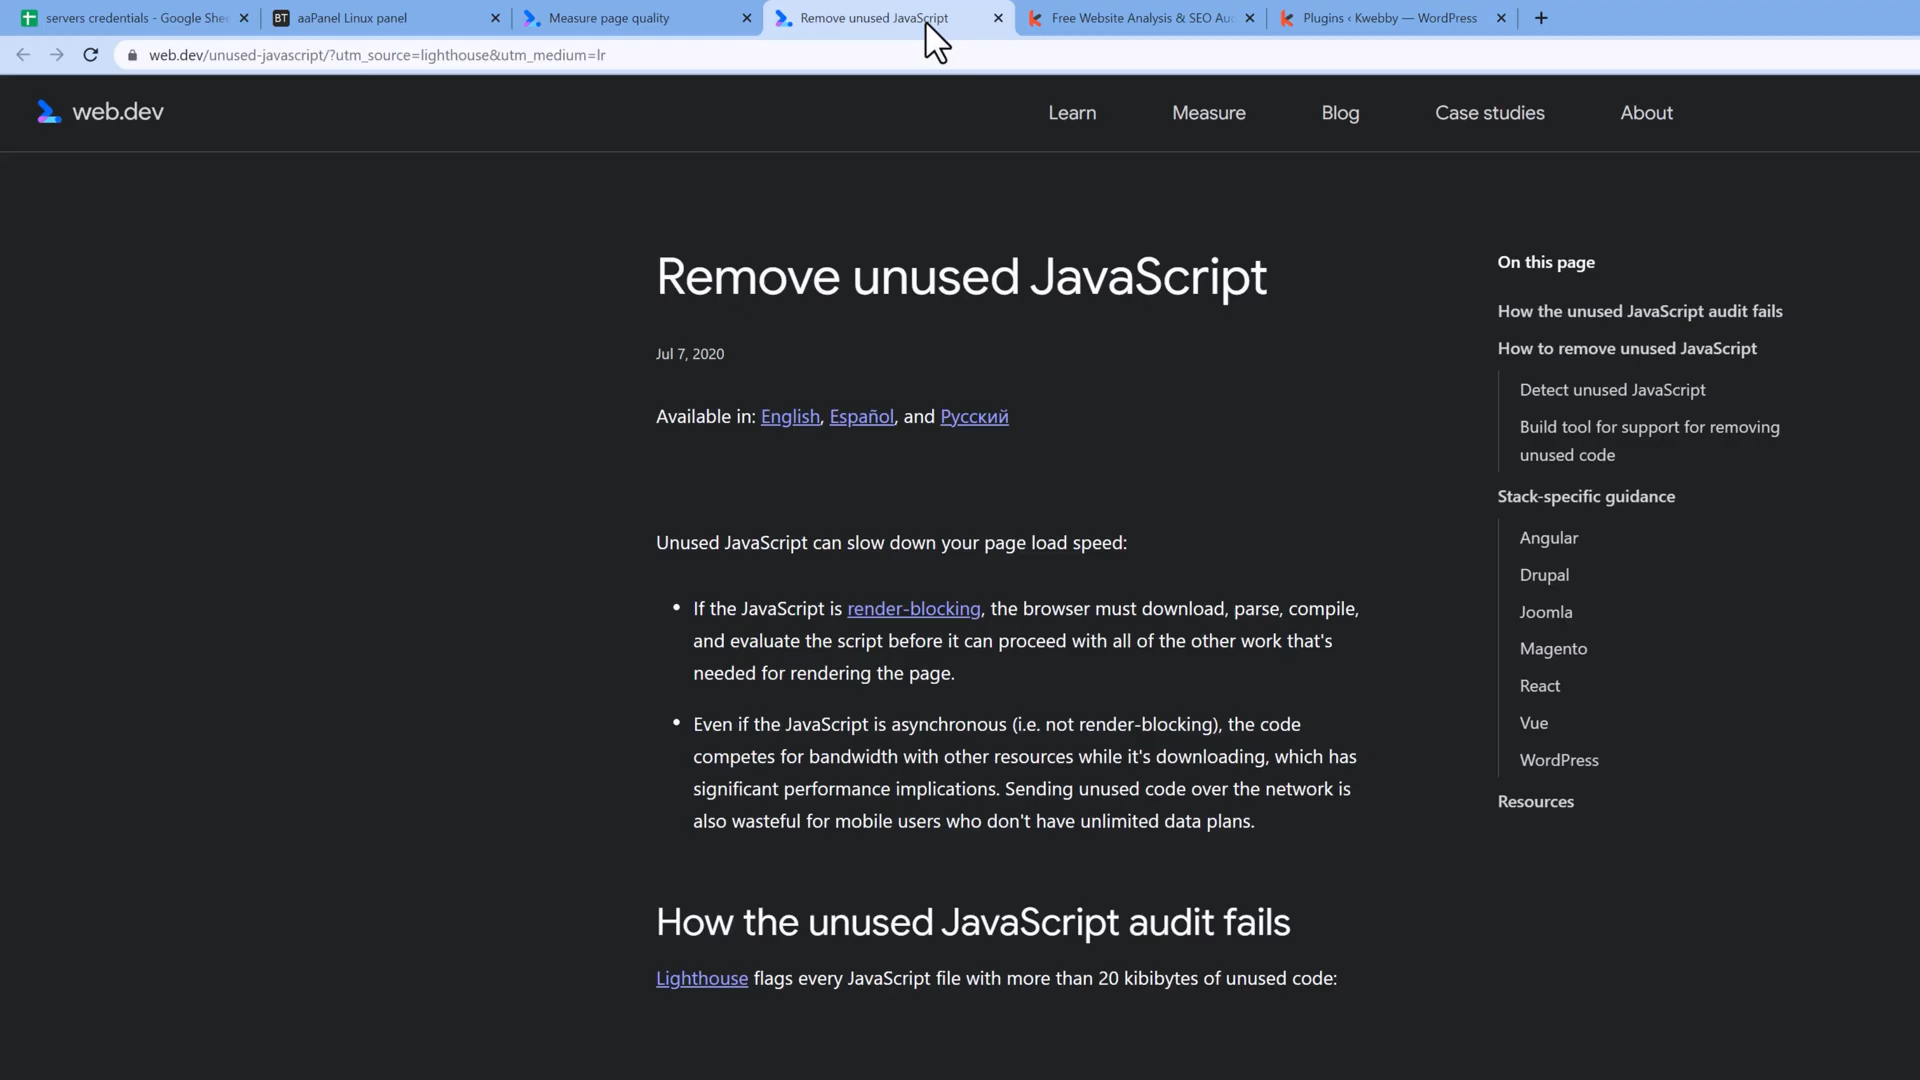 servers credentials - Google She
aaPanel Linux panel
Measure page quality
Remove unused JavaScript
Free Website Analysis & SEO Au
Plugins ‹ Kwebby — WordPress
web.dev/unused-javascript/?utm_source=lighthouse&utm_medium=lr
web.dev
Learn
Measure
Blog
Case studies
About
Remove unused JavaScript
Jul 7, 2020
Available in: English, Español, and Русский
Unused JavaScript can slow down your page load speed:
• If the JavaScript is render-blocking, the browser must download, parse, compile,
and evaluate the script before it can proceed with all of the other work that's
needed for rendering the page.
• Even if the JavaScript is asynchronous (i.e. not render-blocking), the code
competes for bandwidth with other resources while it's downloading, which has
significant performance implications. Sending unused code over the network is
also wasteful for mobile users who don't have unlimited data plans.
How the unused JavaScript audit fails
Lighthouse flags every JavaScript file with more than 20 kibibytes of unused code:
On this page
How the unused JavaScript audit fails
How to remove unused JavaScript
Detect unused JavaScript
Build tool for support for removing
unused code
Stack-specific guidance
Angular
Drupal
Joomla
Magento
React
Vue
WordPress
Resources